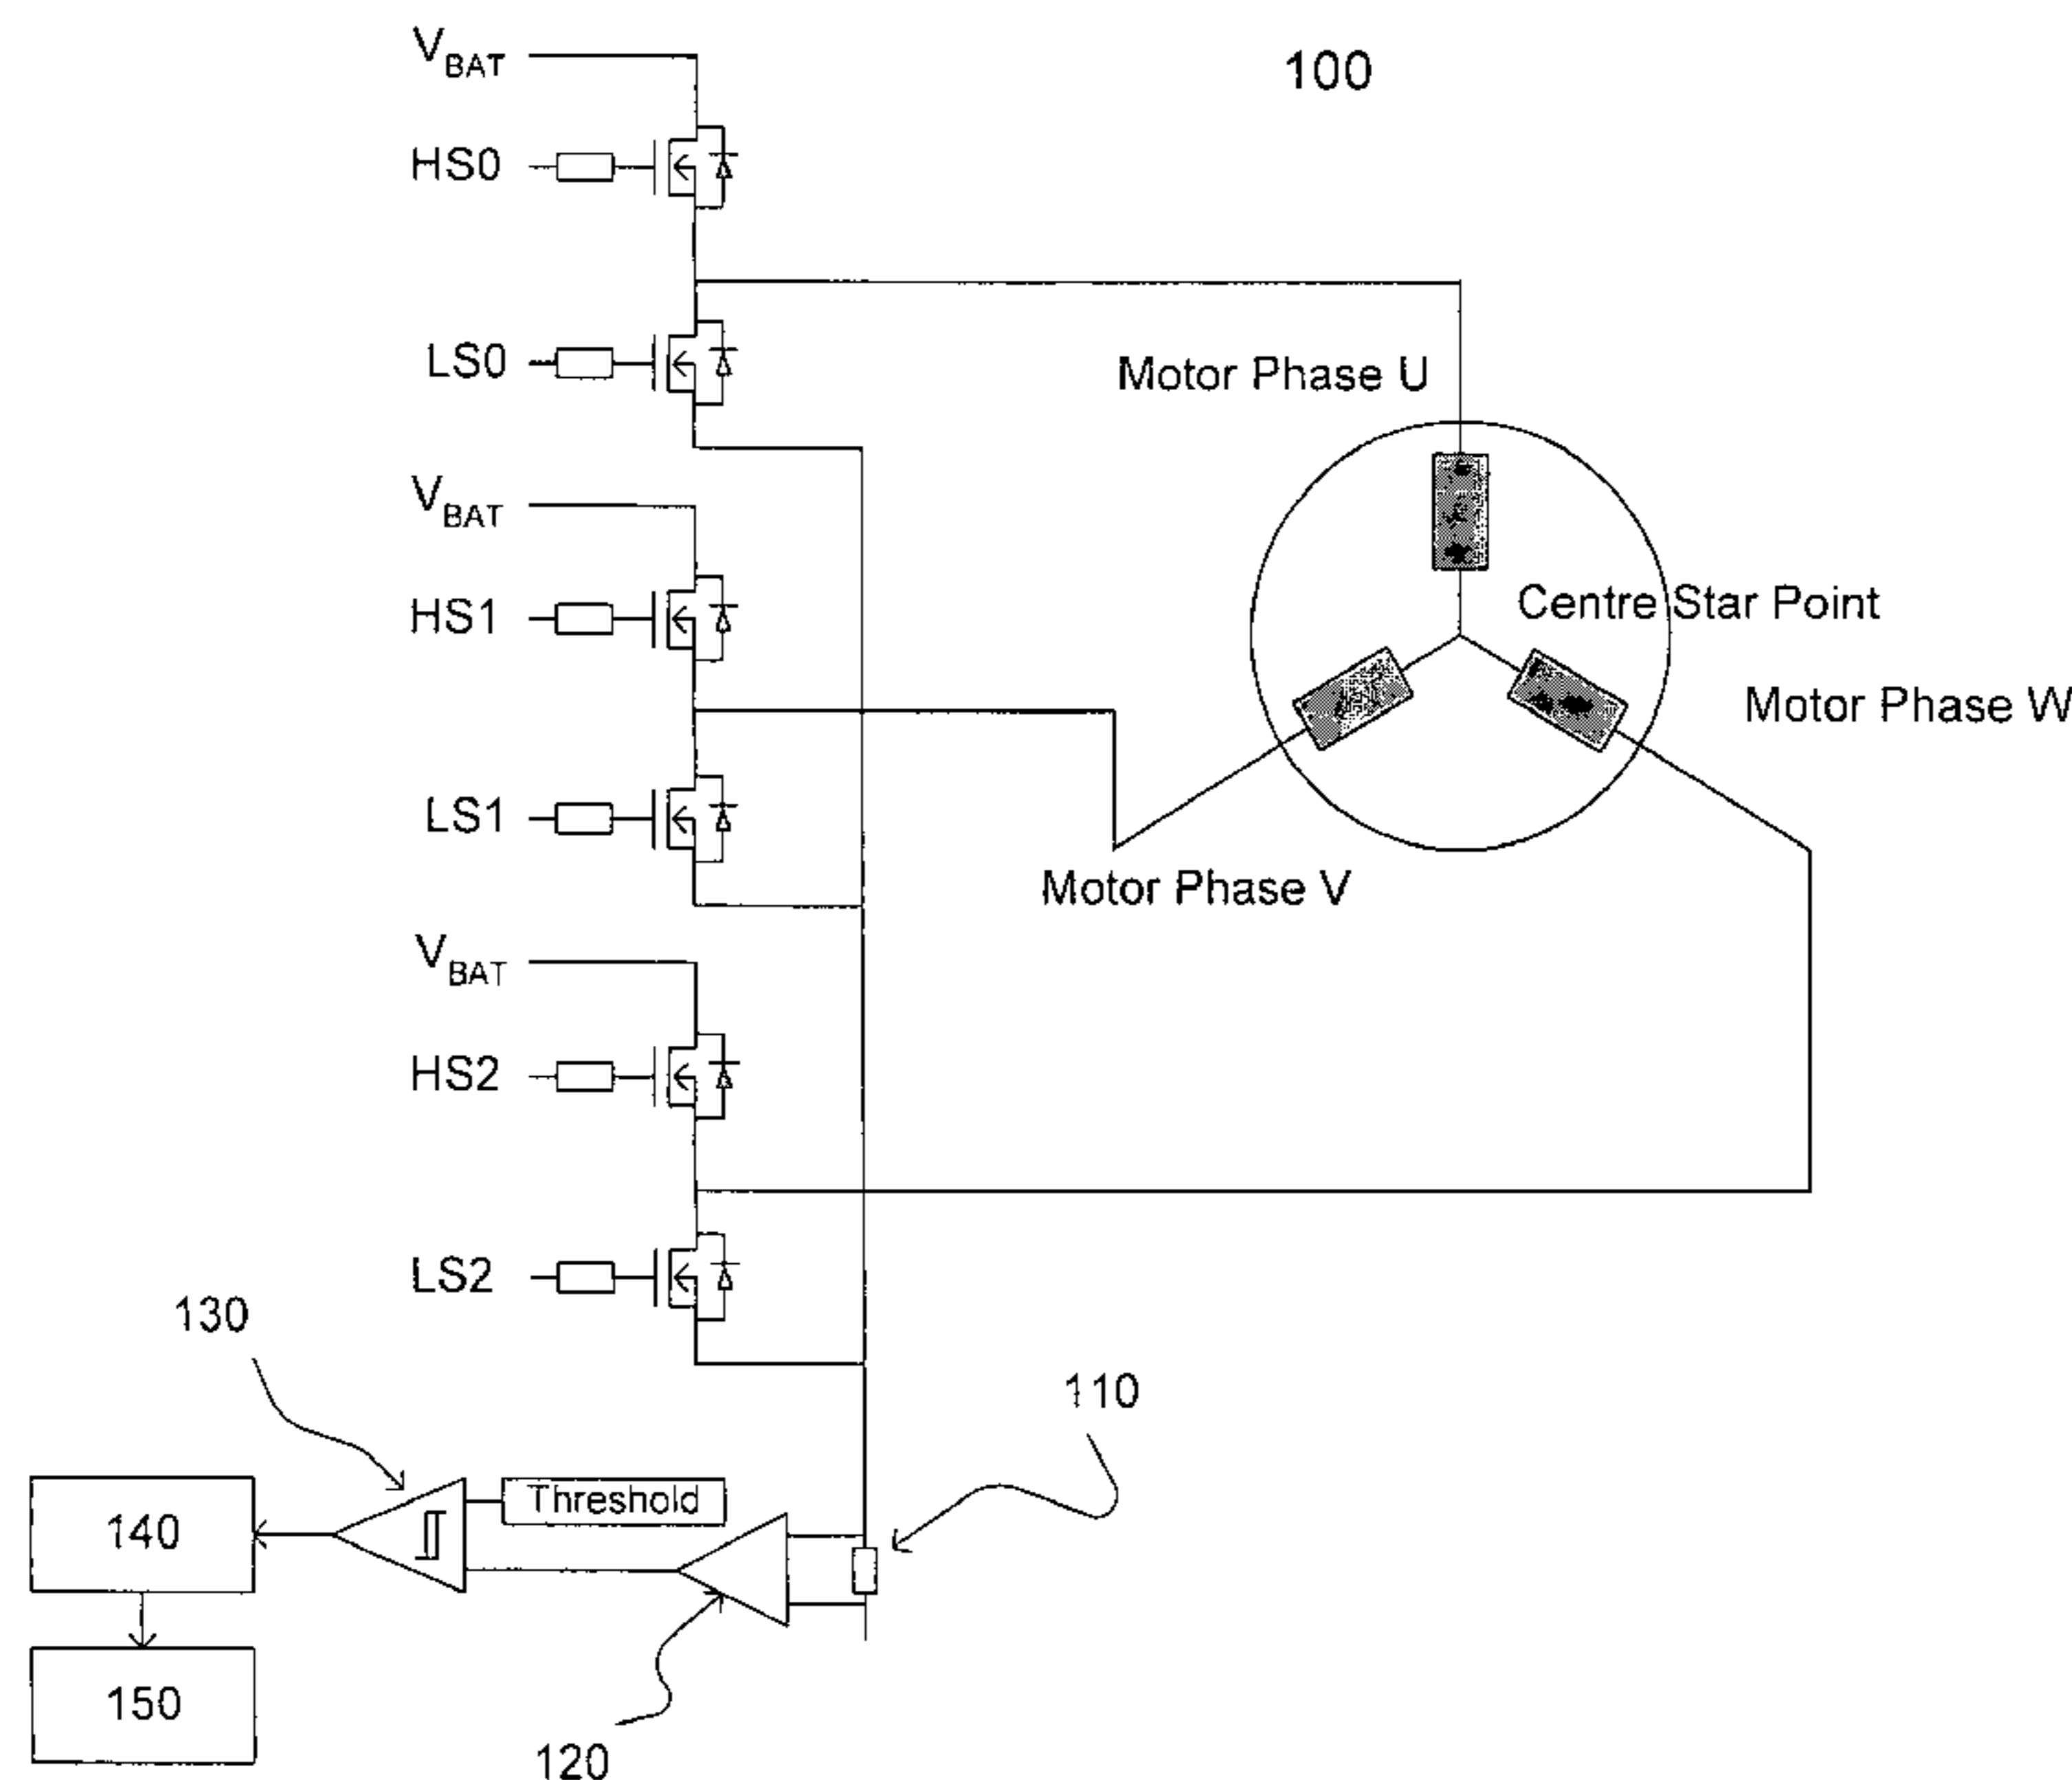 V_BAT
100
HS0
LS0
Motor Phase U
V_BAT
HS1
Centre Star Point
Motor Phase W
LS1
Motor Phase V
V_BAT
HS2
LS2
130
110
Threshold
140
150
120